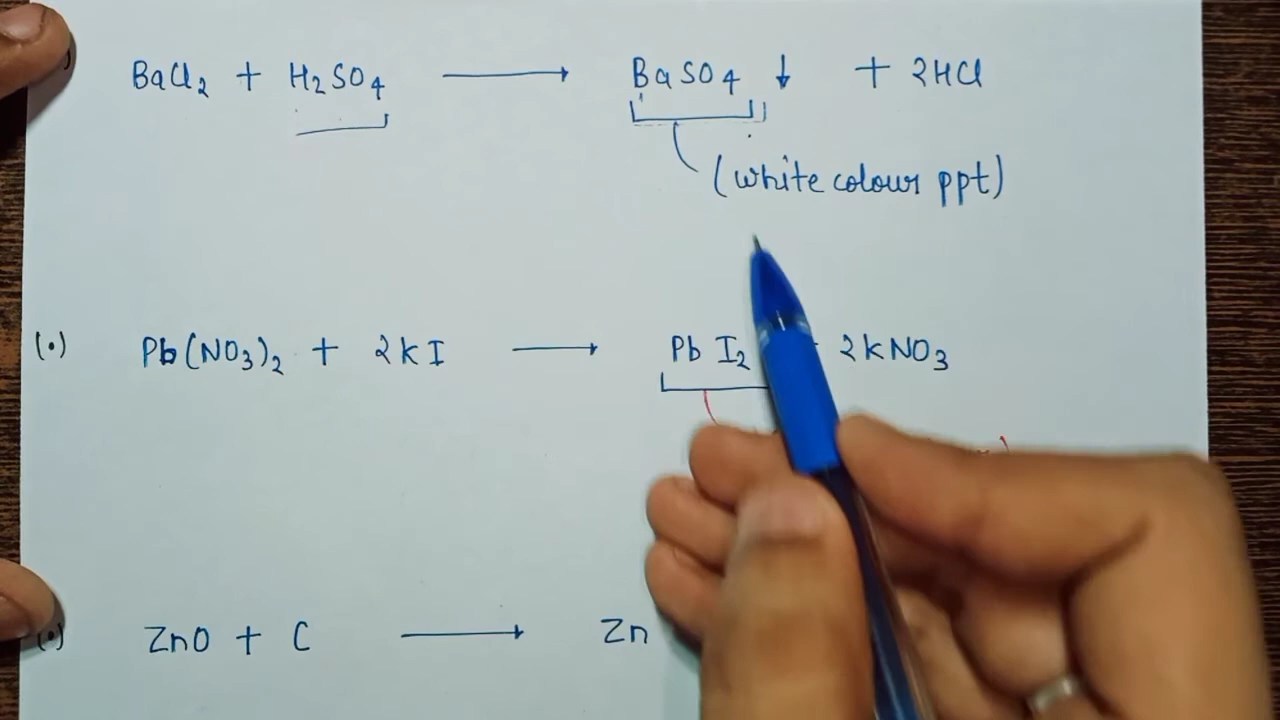 BaCl2 + H2SO4 → BaSO4 ↓ + 2HCl
(white colour ppt)
(•) Pb(NO3)2 + 2KI → PbI2 2KNO3
(•) ZnO + C → Zn